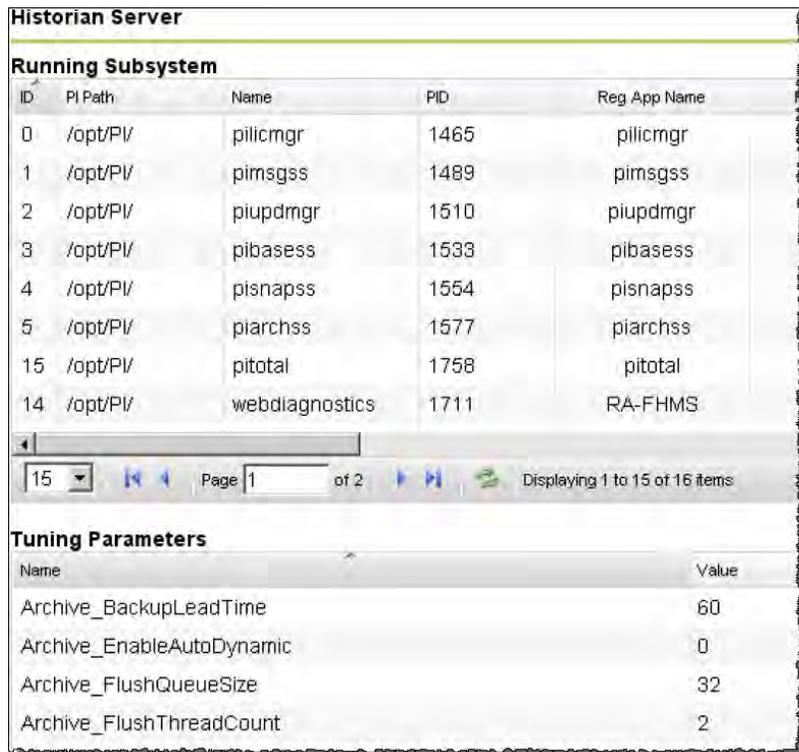 Historian Server
Running Subsystem
ID PI Path Name PID Reg App Name
0 /opt/PI/ pilicmgr 1465 pilicmgr
1 /opt/PI/ pimsgss 1489 pimsgss
2 /opt/PI/ piupdmgr 1510 piupdmgr
3 /opt/PI/ pibasess 1533 pibasess
4 /opt/PI/ pisnapss 1554 pisnapss
5 /opt/PI/ piarchss 1577 piarchss
15 /opt/PI/ pitotal 1758 pitotal
14 /opt/PI/ webdiagnostics 1711 RA-FHMS
15 Page 1 of 2 Displaying 1 to 15 of 16 items
Tuning Parameters
Name Value
Archive_BackupLeadTime 60
Archive_EnableAutoDynamic 0
Archive_FlushQueueSize 32
Archive_FlushThreadCount 2